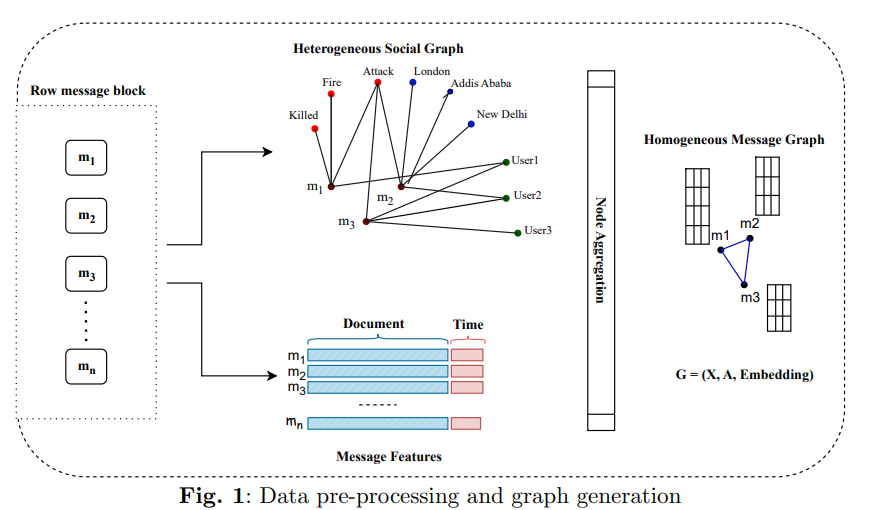 Heterogeneous Social Graph
Row message block
Attack
London
Fire
Addis Ababa
Killed
New Delhi
m1
m2
m3
mn
User1
User2
User3
m1
m2
m3
Node Aggregation
Homogeneous Message Graph
m1
m2
m3
G = (X, A, Embedding)
Document
Time
m1
m2
m3
mn
Message Features
Fig. 1: Data pre-processing and graph generation